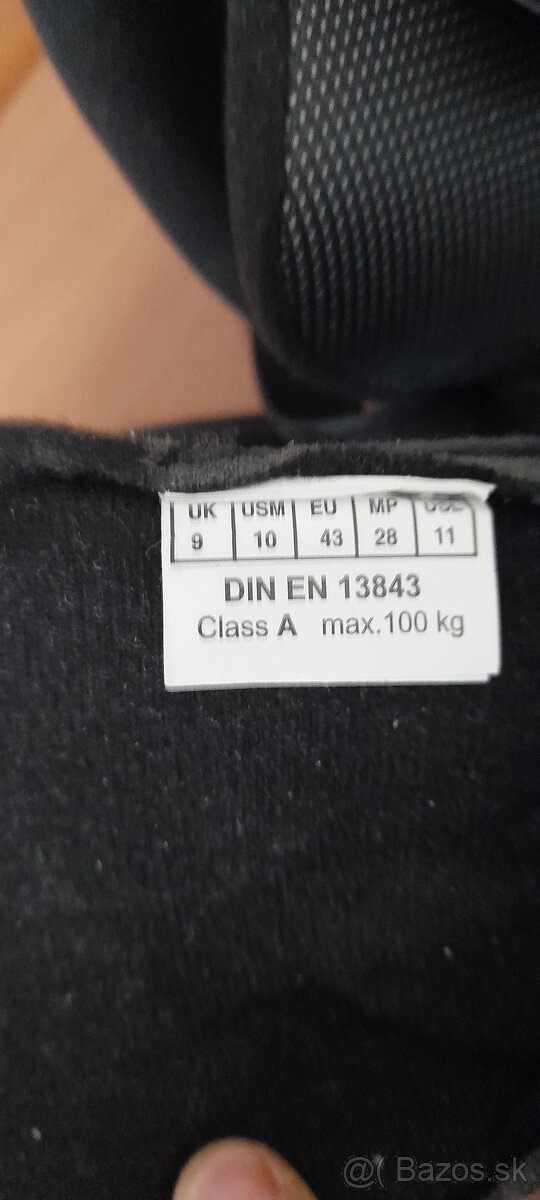 UK USM EU MP
9 10 43 28 11
DIN EN 13843
Class A max.100 kg
@( Bazos.sk